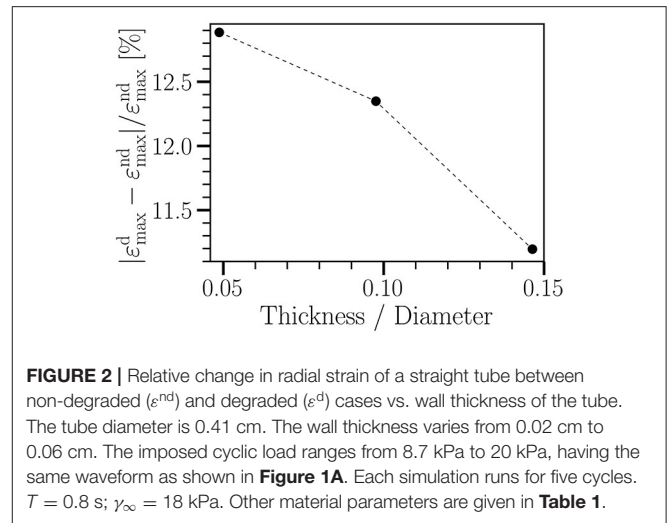 |ε^d_max − ε^nd_max|/ε^nd_max [%]
12.5
12.0
11.5
0.05 0.10 0.15
Thickness / Diameter
FIGURE 2 | Relative change in radial strain of a straight tube between
non-degraded (ε^nd) and degraded (ε^d) cases vs. wall thickness of the tube.
The tube diameter is 0.41 cm. The wall thickness varies from 0.02 cm to
0.06 cm. The imposed cyclic load ranges from 8.7 kPa to 20 kPa, having the
same waveform as shown in Figure 1A. Each simulation runs for five cycles.
T = 0.8 s; γ∞ = 18 kPa. Other material parameters are given in Table 1.